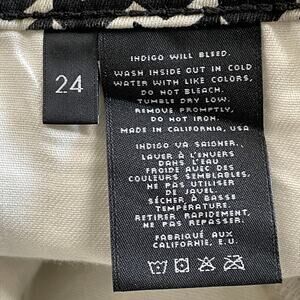 24
INDIGO WILL BLEED.
WASH INSIDE OUT IN COLD
WATER WITH LIKE COLORS,
DO NOT BLEACH.
TUMBLE DRY LOW.
REMOVE PROMPTLY,
DO NOT IRON.
MADE IN CALIFORNIA, USA
INDIGO VA SAIGNER.
LAVER À L'ENVERS
DANS L'EAU
FROIDE AVEC DES
COULEURS SEMBLABLES.
NE PAS UTILISER
DE JAVEL.
SÉCHER À BASSE
TEMPÉRATURE.
RETIRER RAPIDEMENT,
NE PAS REPASSER.
FABRIQUÉ AUX
CALIFORNIE, E.U.